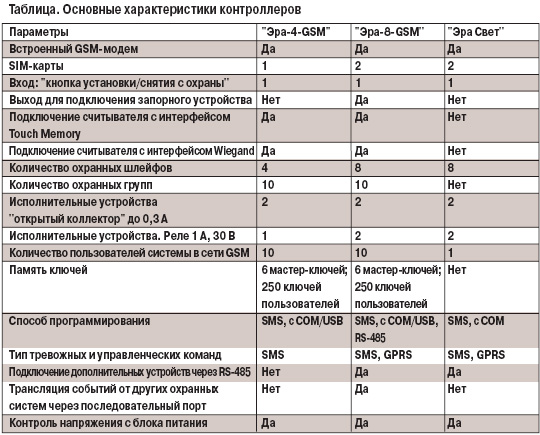 Таблица. Основные характеристики контроллеров
Параметры "Эра-4-GSM" "Эра-8-GSM" "Эра Свет"
Встроенный GSM-модем Да Да Да
SIM-карты 1 2 2
Вход: "кнопка установки/снятия с охраны" 1 1 1
Выход для подключения запорного устройства Нет Да Нет
Подключение считывателя с интерфейсом Да Да Нет
Touch Memory
Подключение считывателя с интерфейсом Wiegand Да Да Нет
Количество охранных шлейфов 4 8 8
Количество охранных групп 10 10 Нет
Исполнительные устройства 2 2 2
"открытый коллектор" до 0,3 А
Исполнительные устройства. Реле 1 А, 30 В 1 2 2
Количество пользователей системы в сети GSM 10 10 1
Память ключей 6 мастер-ключей; 6 мастер-ключей; Нет
250 ключей 250 ключей
пользователей пользователей
Способ программирования SMS, с COM/USB SMS, с COM/USB, SMS, с COM
RS-485
Тип тревожных и управленческих команд SMS SMS, GPRS SMS, GPRS
Подключение дополнительных устройств через RS-485 Нет Да Да
Трансляция событий от других охранных Нет Да Нет
систем через последовательный порт
Контроль напряжения с блока питания Да Да Да